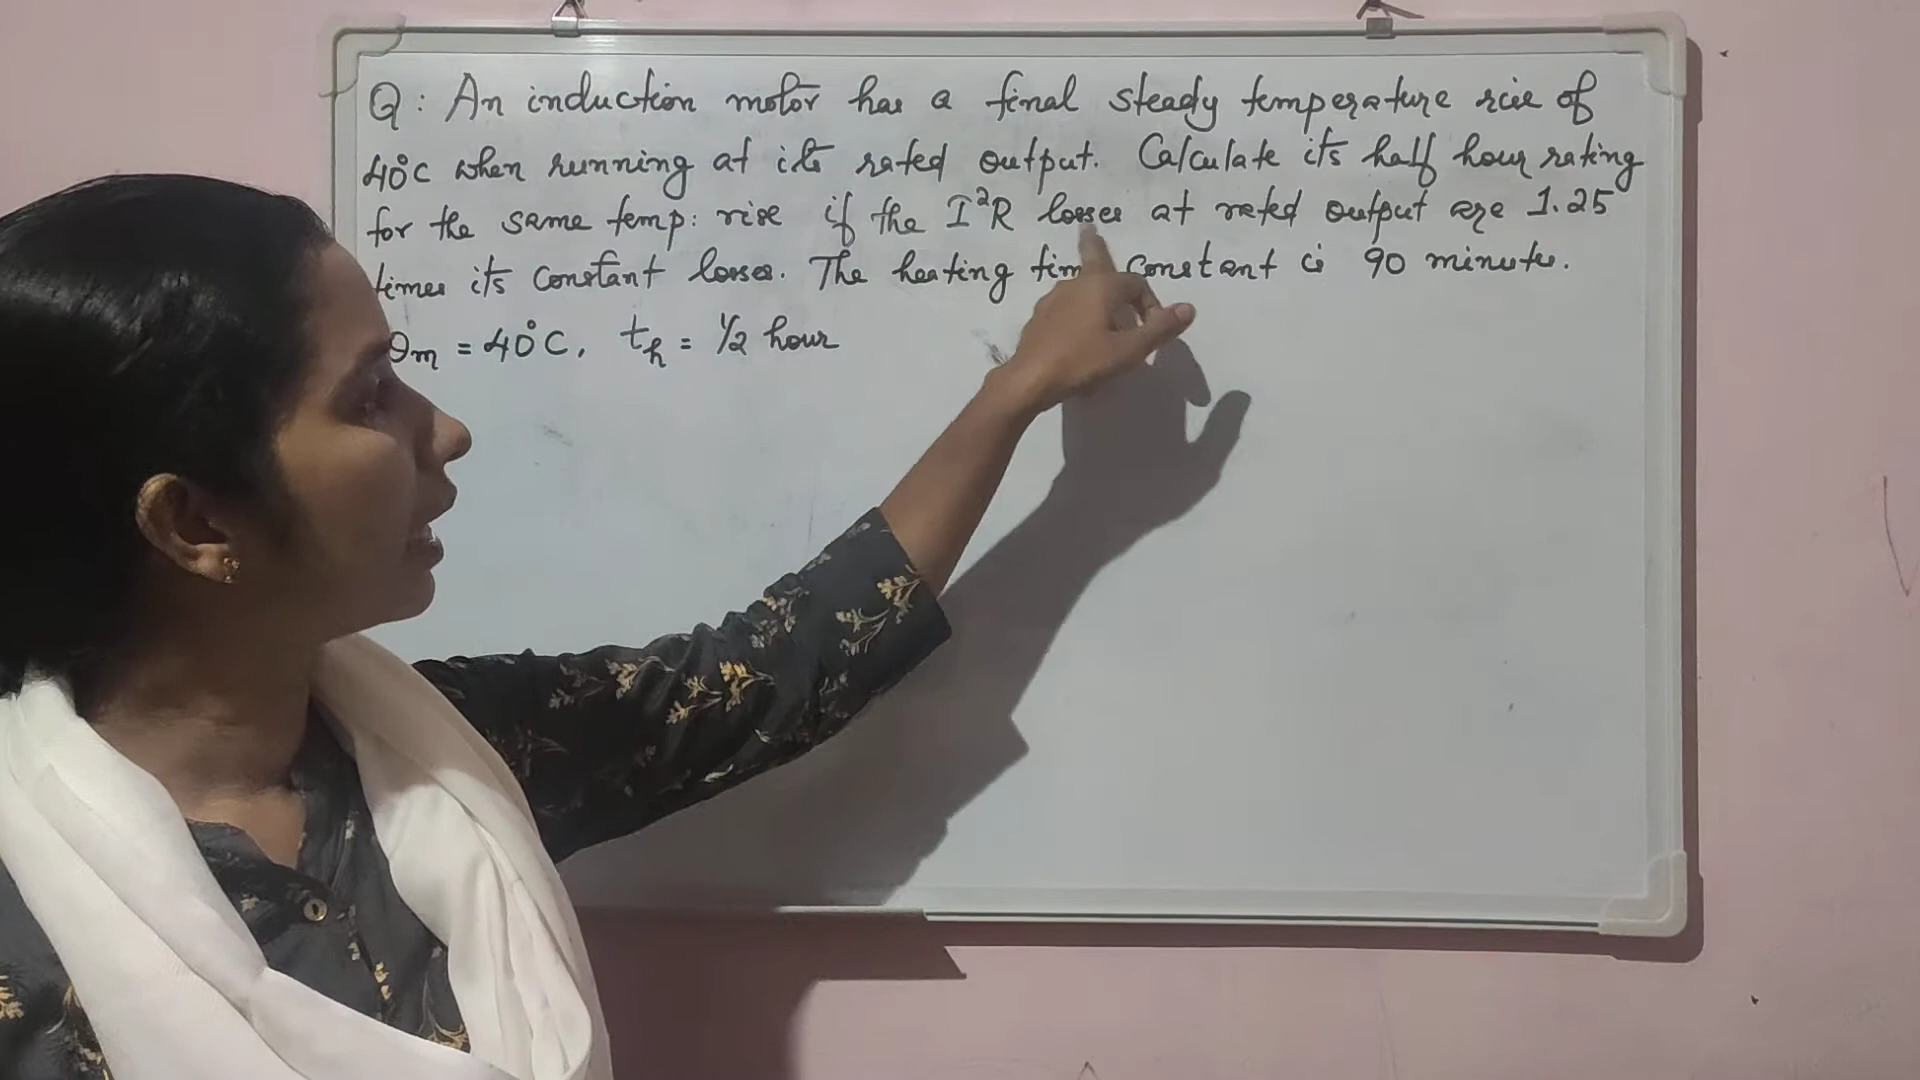 Q: An induction motor has a final steady temperature rise of
40°C when running at its rated output. Calculate its half hour rating
for the same temp: rise if the I²R losses at rated output are 1.25
times its constant losses. The heating time constant is 90 minutes.
θm = 40°C, th = 1/2 hour